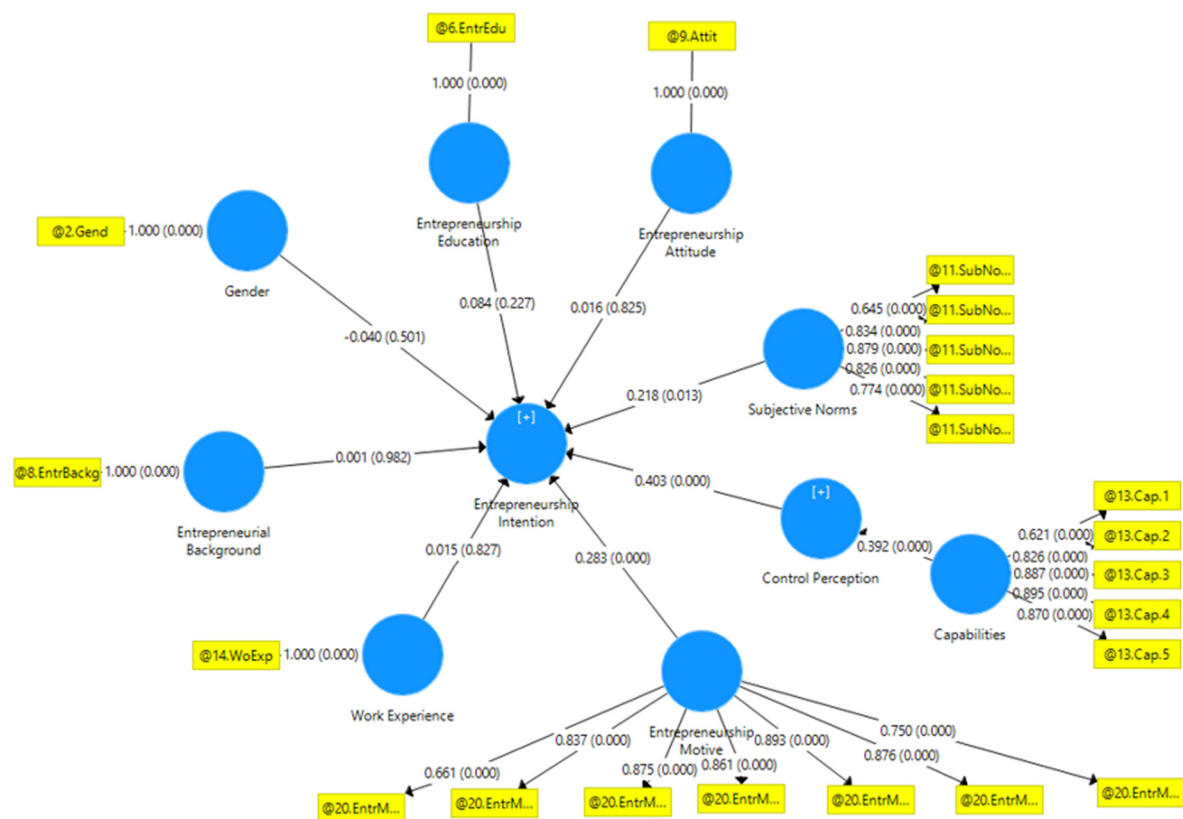 @6.EntrEdu
@9.Attit
1.000 (0.000)
1.000 (0.000)
Entrepreneurship
Education
Entrepreneurship
Attitude
@2.Gend
1.000 (0.000)
Gender
0.084 (0.227)
0.016 (0.825)
-0.040 (0.501)
@11.SubNo...
@11.SubNo...
@11.SubNo...
@11.SubNo...
@11.SubNo...
0.645 (0.000)
0.834 (0.000)
0.879 (0.000)
0.826 (0.000)
0.774 (0.000)
Subjective Norms
0.218 (0.013)
[+]
Entrepreneurship
Intention
@8.EntrBackg
1.000 (0.000)
Entrepreneurial
Background
0.001 (0.982)
0.403 (0.000)
[+]
Control Perception
0.392 (0.000)
Capabilities
@13.Cap.1
@13.Cap.2
@13.Cap.3
@13.Cap.4
@13.Cap.5
0.621 (0.000)
0.826 (0.000)
0.887 (0.000)
0.895 (0.000)
0.870 (0.000)
0.015 (0.827)
0.283 (0.000)
@14.WoExp
1.000 (0.000)
Work Experience
Entrepreneurship
Motive
0.661 (0.000)
0.837 (0.000)
0.875 (0.000)
0.861 (0.000)
0.893 (0.000)
0.876 (0.000)
0.750 (0.000)
@20.EntrM...
@20.EntrM...
@20.EntrM...
@20.EntrM...
@20.EntrM...
@20.EntrM...
@20.EntrM...